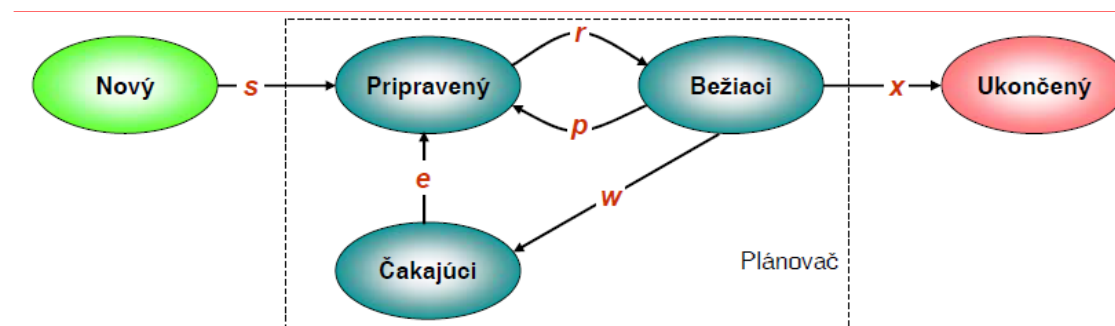 r
Nový
s
Pripravený
Bežiaci
x
Ukončený
p
e
w
Čakajúci
Plánovač